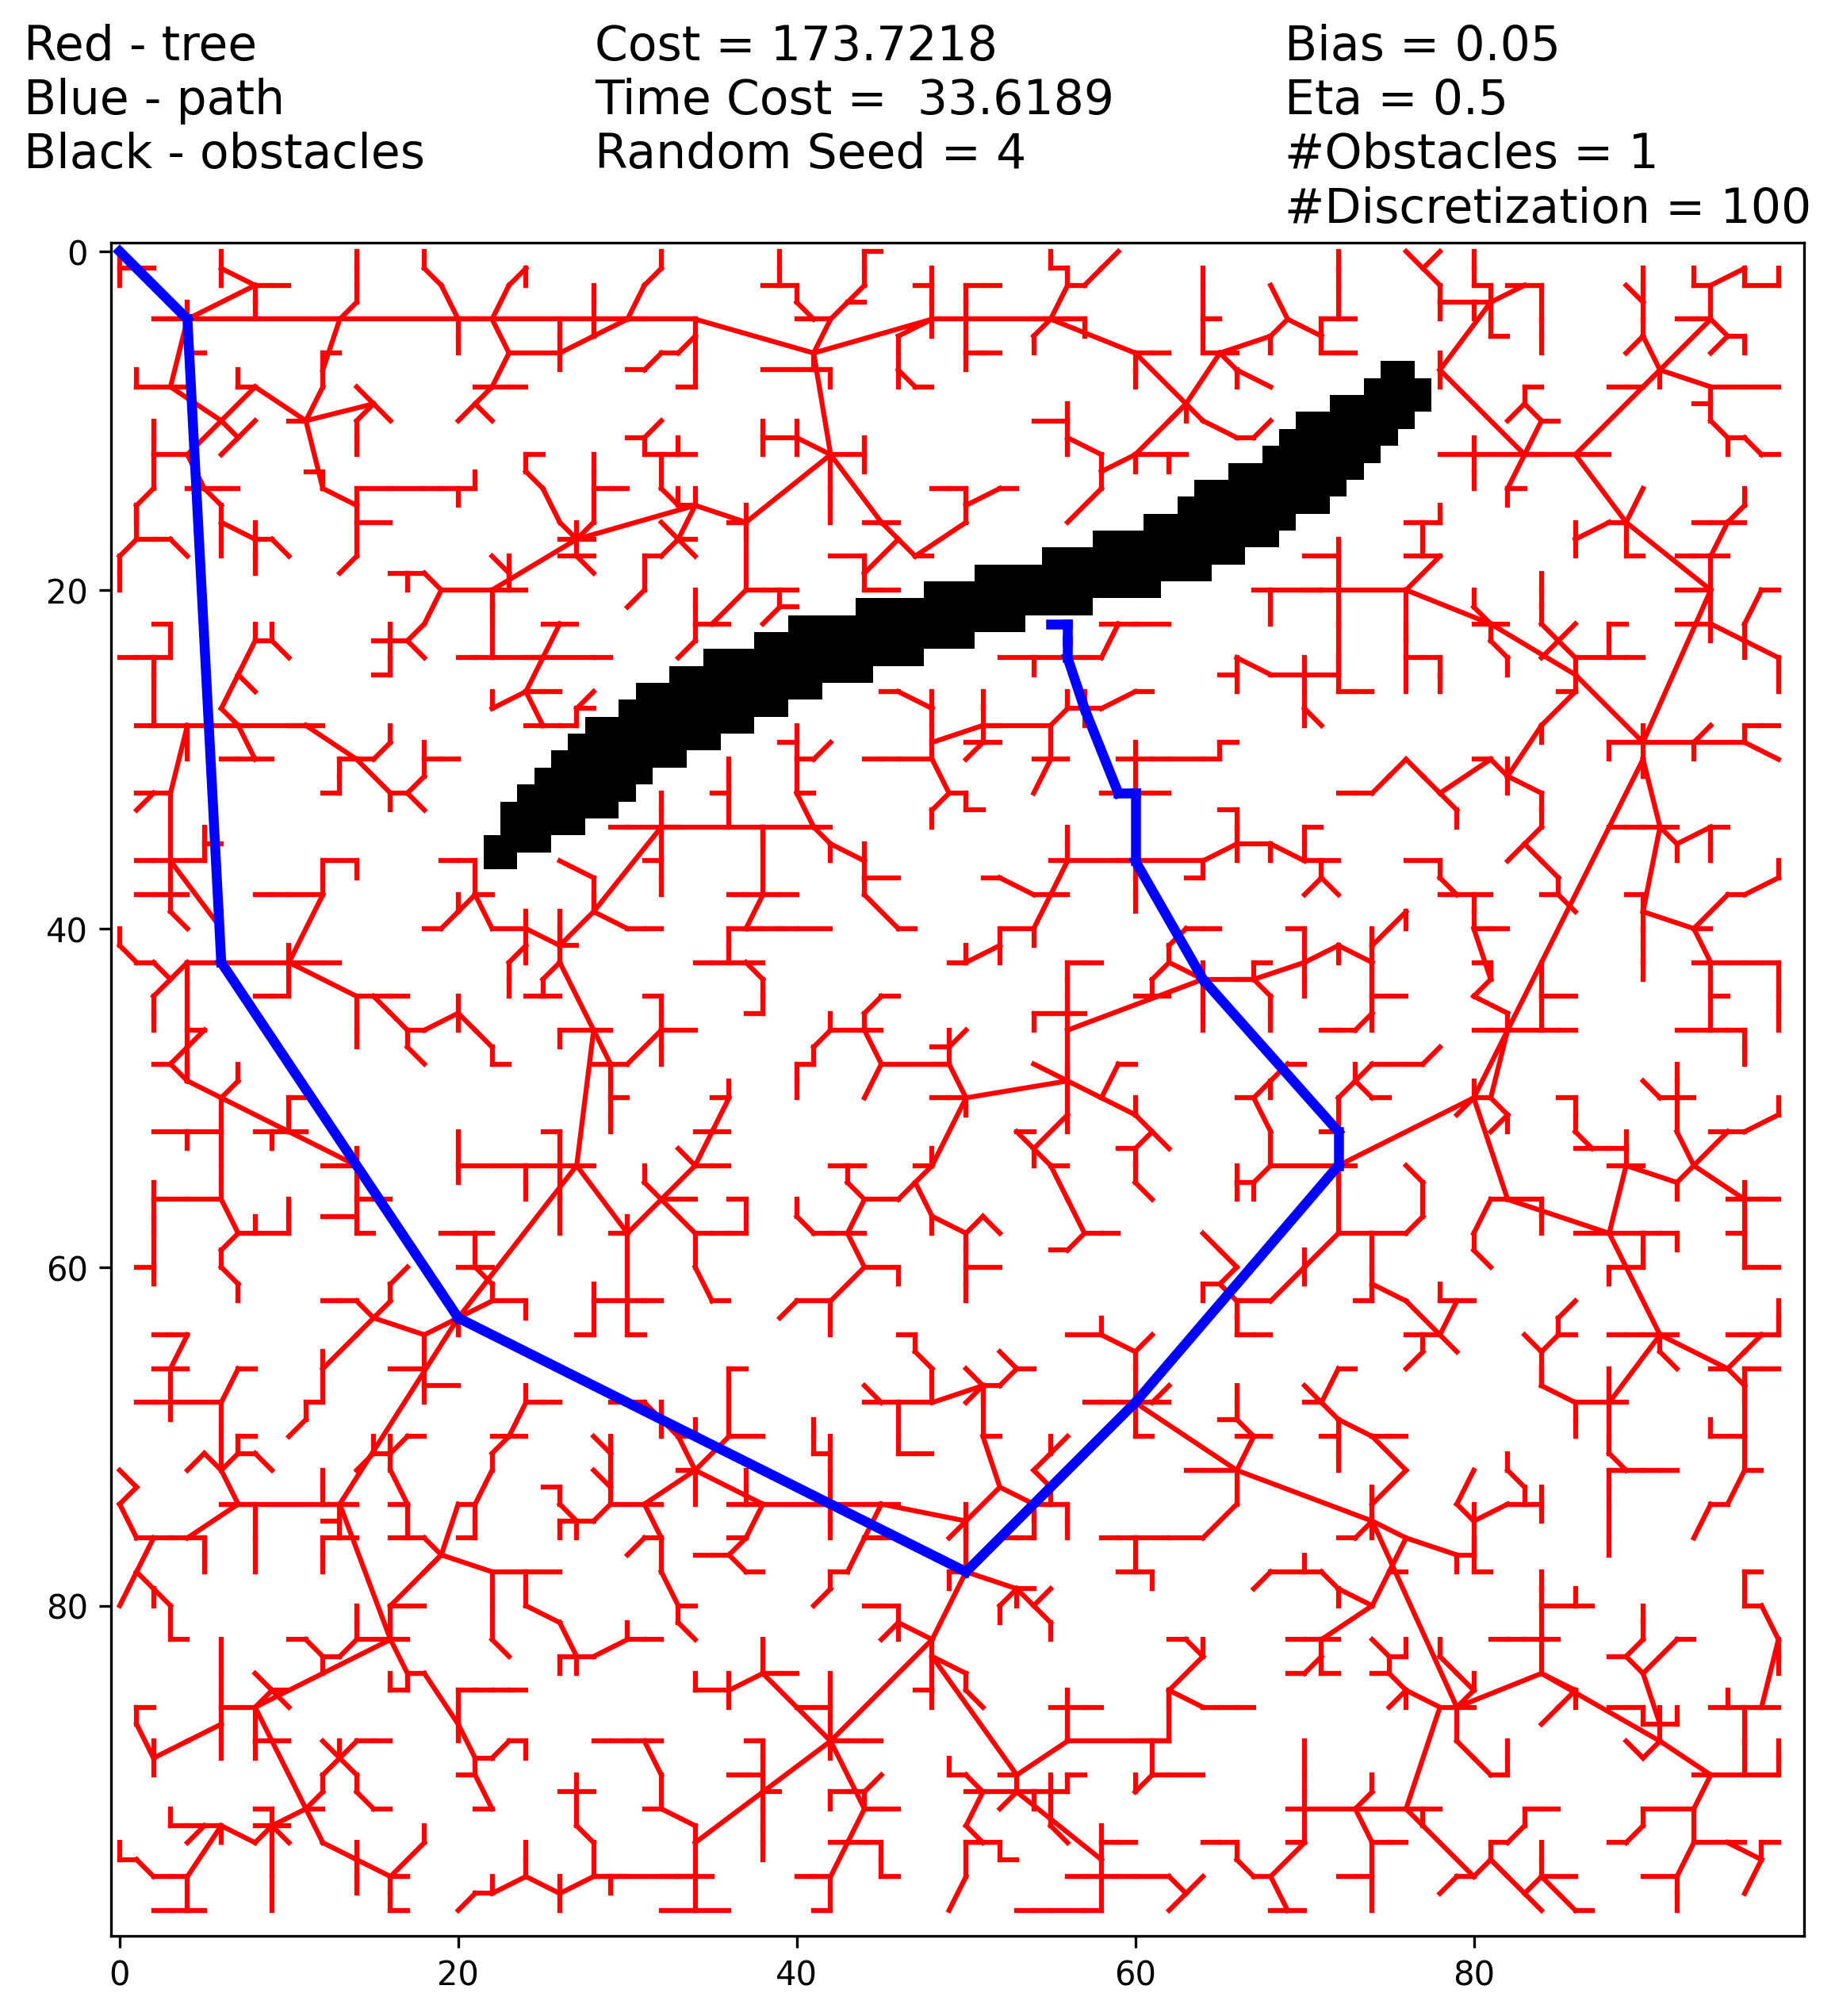 Red - tree
Blue - path
Black - obstacles
Cost = 173.7218
Time Cost =  33.6189
Random Seed = 4
Bias = 0.05
Eta = 0.5
#Obstacles = 1
#Discretization = 100
0
20
40
60
80
0
20
40
60
80